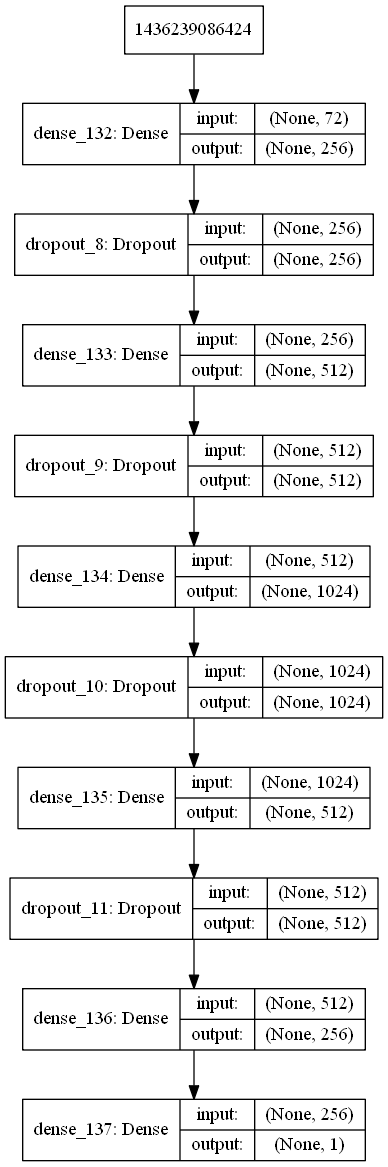 1436239086424
dense_132: Dense
input: (None, 72)
output: (None, 256)
dropout_8: Dropout
input: (None, 256)
output: (None, 256)
dense_133: Dense
input: (None, 256)
output: (None, 512)
dropout_9: Dropout
input: (None, 512)
output: (None, 512)
dense_134: Dense
input: (None, 512)
output: (None, 1024)
dropout_10: Dropout
input: (None, 1024)
output: (None, 1024)
dense_135: Dense
input: (None, 1024)
output: (None, 512)
dropout_11: Dropout
input: (None, 512)
output: (None, 512)
dense_136: Dense
input: (None, 512)
output: (None, 256)
dense_137: Dense
input: (None, 256)
output: (None, 1)